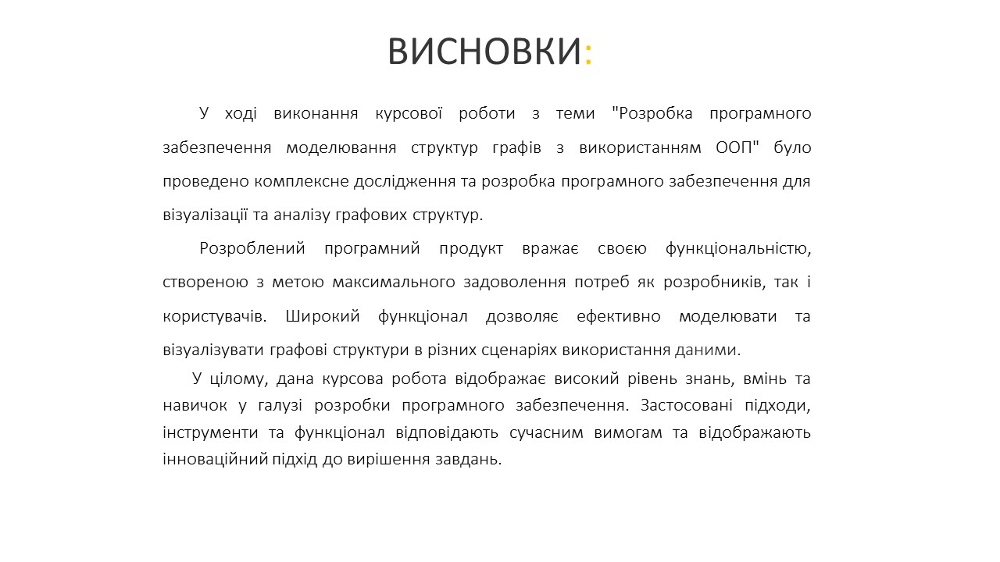 ВИСНОВКИ:
У ході виконання курсової роботи з теми "Розробка програмного
забезпечення моделювання структур графів з використанням ООП" було
проведено комплексне дослідження та розробка програмного забезпечення для
візуалізації та аналізу графових структур.
Розроблений програмний продукт вражає своєю функціональністю,
створеною з метою максимального задоволення потреб як розробників, так і
користувачів. Широкий функціонал дозволяє ефективно моделювати та
візуалізувати графові структури в різних сценаріях використання даними.
У цілому, дана курсова робота відображає високий рівень знань, вмінь та
навичок у галузі розробки програмного забезпечення. Застосовані підходи,
інструменти та функціонал відповідають сучасним вимогам та відображають
інноваційний підхід до вирішення завдань.